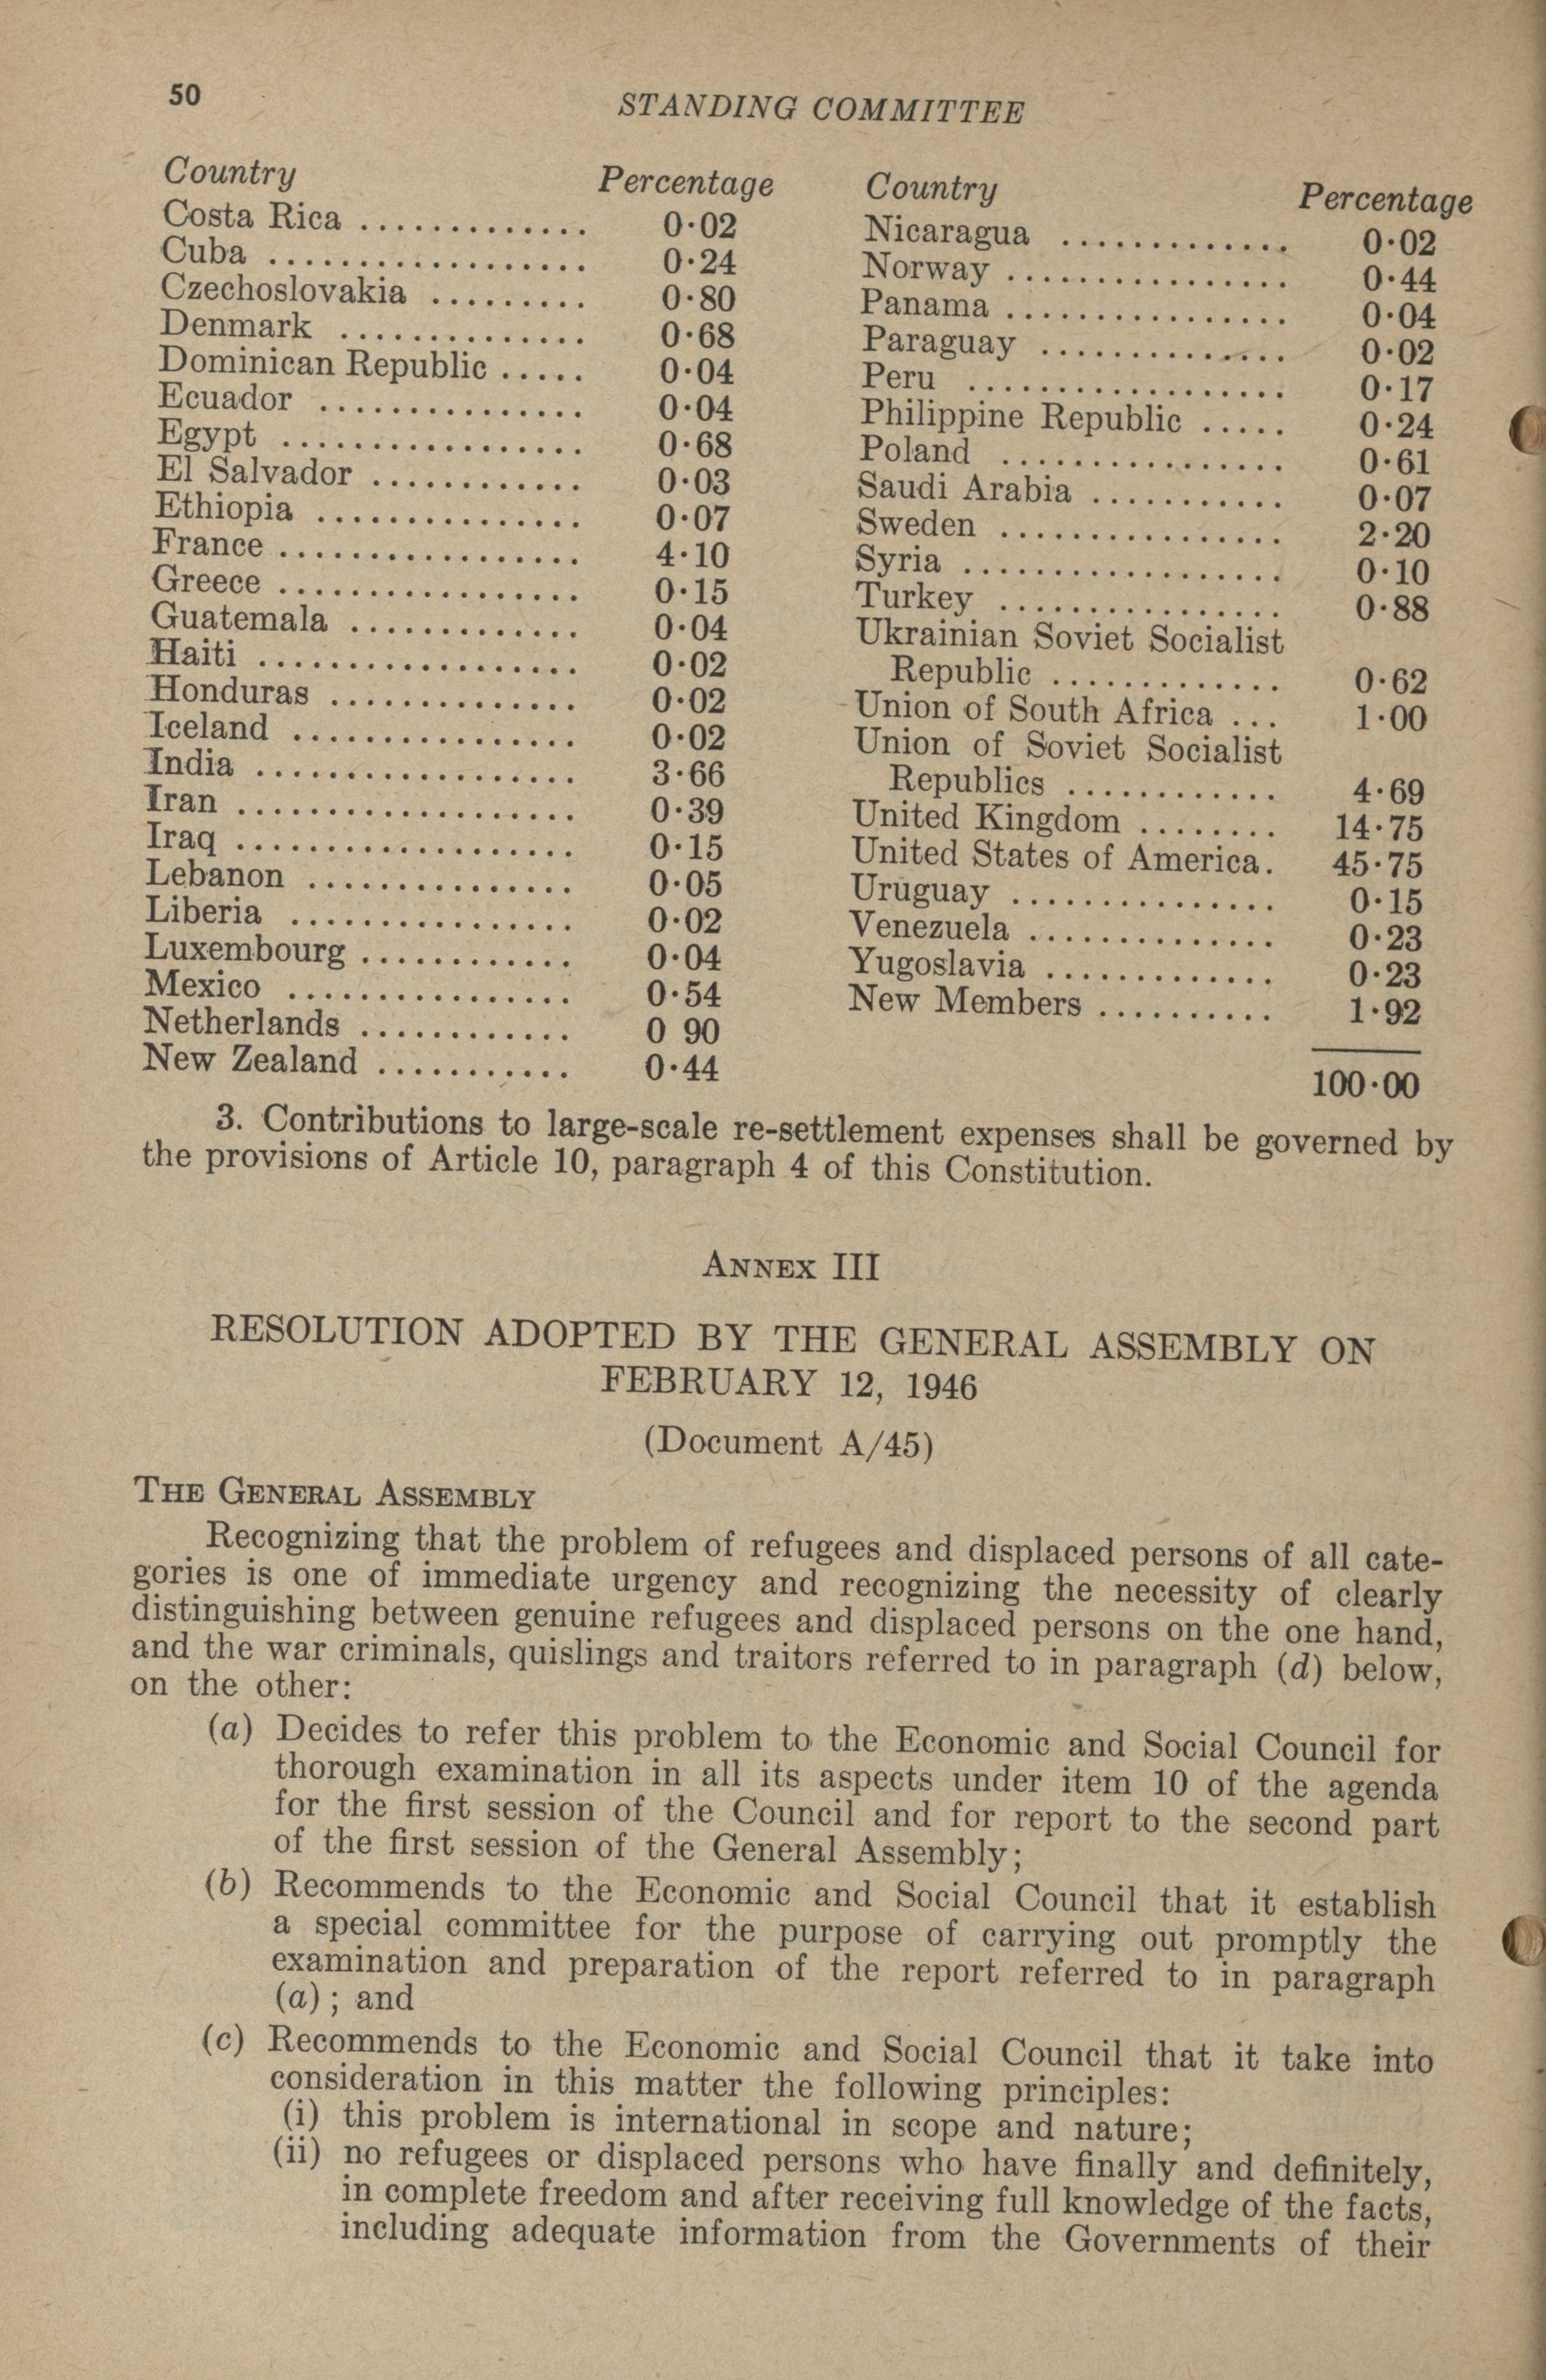 50
STANDING COMMITTEE
Country Percentage
Costa Rica .............. 0·02
Cuba .................. 0·24
Czechoslovakia ......... 0·80
Denmark .............. 0·68
Dominican Republic ..... 0·04
Ecuador ............... 0·04
Egypt ................. 0·68
El Salvador ............ 0·03
Ethiopia ............... 0·07
France ................. 4·10
Greece ................. 0·15
Guatemala ............. 0·04
Haiti .................. 0·02
Honduras .............. 0·02
Iceland ................ 0·02
India .................. 3·66
Iran ................... 0·39
Iraq ................... 0·15
Lebanon ............... 0·05
Liberia ................ 0·02
Luxembourg ............ 0·04
Mexico ................ 0·54
Netherlands ............ 0 90
New Zealand ........... 0·44
Country Percentage
Nicaragua ............. 0·02
Norway ................ 0·44
Panama ................ 0·04
Paraguay .............. 0·02
Peru .................. 0·17
Philippine Republic ..... 0·24
Poland ................ 0·61
Saudi Arabia ........... 0·07
Sweden ................ 2·20
Syria .................. 0·10
Turkey ................ 0·88
Ukrainian Soviet Socialist
Republic ............. 0·62
Union of South Africa ... 1·00
Union of Soviet Socialist
Republics ............ 4·69
United Kingdom ........ 14·75
United States of America. 45·75
Uruguay ............... 0·15
Venezuela .............. 0·23
Yugoslavia ............. 0·23
New Members .......... 1·92
100·00
3. Contributions to large-scale re-settlement expenses shall be governed by
the provisions of Article 10, paragraph 4 of this Constitution.
ANNEX III
RESOLUTION ADOPTED BY THE GENERAL ASSEMBLY ON
FEBRUARY 12, 1946
(Document A/45)
THE GENERAL ASSEMBLY
Recognizing that the problem of refugees and displaced persons of all cate-
gories is one of immediate urgency and recognizing the necessity of clearly
distinguishing between genuine refugees and displaced persons on the one hand,
and the war criminals, quislings and traitors referred to in paragraph (d) below,
on the other:
(a) Decides to refer this problem to the Economic and Social Council for
thorough examination in all its aspects under item 10 of the agenda
for the first session of the Council and for report to the second part
of the first session of the General Assembly;
(b) Recommends to the Economic and Social Council that it establish
a special committee for the purpose of carrying out promptly the
examination and preparation of the report referred to in paragraph
(a); and
(c) Recommends to the Economic and Social Council that it take into
consideration in this matter the following principles:
(i) this problem is international in scope and nature;
(ii) no refugees or displaced persons who have finally and definitely,
in complete freedom and after receiving full knowledge of the facts,
including adequate information from the Governments of their